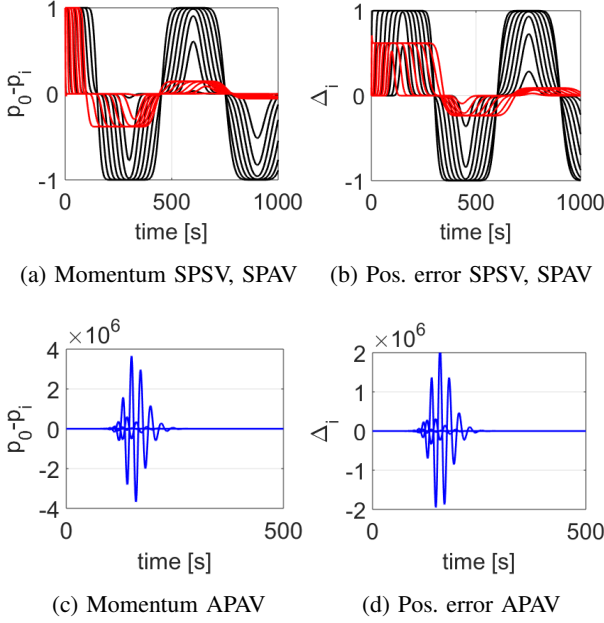 1
0
-1
p0-pi
0
500
1000
time [s]
(a) Momentum SPSV, SPAV
1
0
-1
Δi
0
500
1000
time [s]
(b) Pos. error SPSV, SPAV
×10^6
4
2
0
-2
-4
p0-pi
0
500
time [s]
(c) Momentum APAV
×10^6
2
1
0
-1
-2
Δi
0
500
time [s]
(d) Pos. error APAV